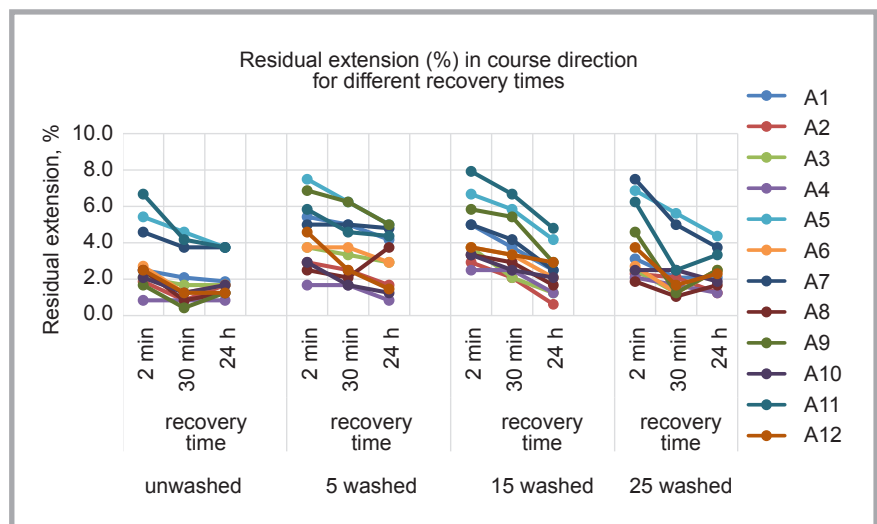 Residual extension (%) in course direction
for different recovery times
Residual extension, %
10.0
8.0
6.0
4.0
2.0
0.0
2 min
30 min
24 h
2 min
30 min
24 h
2 min
30 min
24 h
2 min
30 min
24 h
recovery
time
recovery
time
recovery
time
recovery
time
unwashed
5 washed
15 washed
25 washed
A1
A2
A3
A4
A5
A6
A7
A8
A9
A10
A11
A12